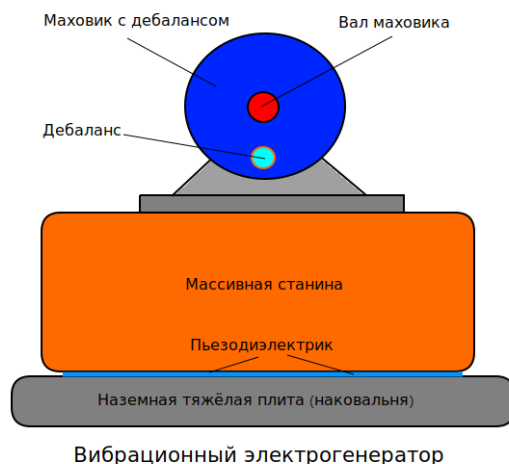 Маховик с дебалансом
Вал маховика
Дебаланс
Массивная станина
Пьезодиэлектрик
Наземная тяжёлая плита (наковальня)
Вибрационный электрогенератор